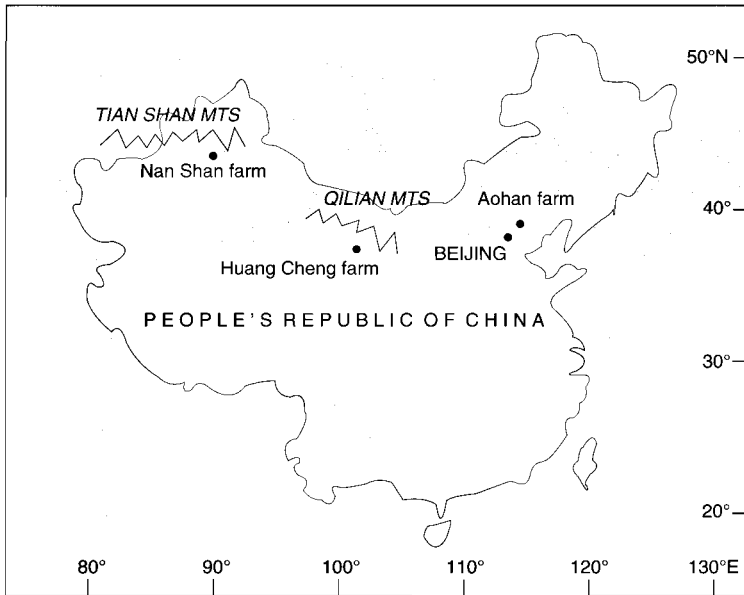 50°N
TIAN SHAN MTS
Nan Shan farm
QILIAN MTS
Aohan farm
40°
BEIJING
Huang Cheng farm
PEOPLE'S REPUBLIC OF CHINA
30°
20°
80° 90° 100° 110° 120° 130°E